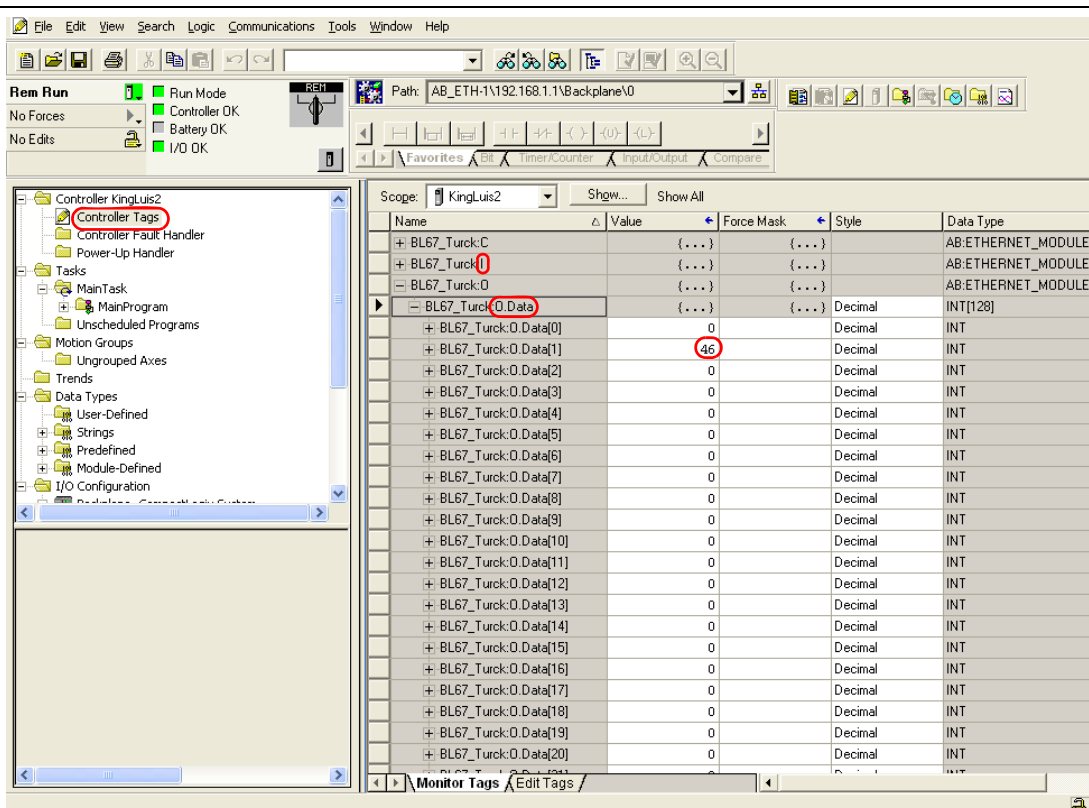 File Edit View Search Logic Communications Tools Window Help
Rem Run
No Forces
No Edits
Run Mode
Controller OK
Battery OK
I/O OK
REM
Path: AB_ETH-1\192.168.1.1\Backplane\0
Favorites Bit Timer/Counter Input/Output Compare
Controller KingLuis2
Controller Tags
Controller Fault Handler
Power-Up Handler
Tasks
MainTask
MainProgram
Unscheduled Programs
Motion Groups
Ungrouped Axes
Trends
Data Types
User-Defined
Strings
Predefined
Module-Defined
I/O Configuration
Scope: KingLuis2 Show... Show All
Name Value Force Mask Style Data Type
BL67_Turck:C {...} {...} AB:ETHERNET_MODULE
BL67_Turck:I {...} {...} AB:ETHERNET_MODULE
BL67_Turck:O {...} {...} AB:ETHERNET_MODULE
BL67_Turck:O.Data {...} {...} Decimal INT[128]
BL67_Turck:O.Data[0] 0 Decimal INT
BL67_Turck:O.Data[1] 46 Decimal INT
BL67_Turck:O.Data[2] 0 Decimal INT
BL67_Turck:O.Data[3] 0 Decimal INT
BL67_Turck:O.Data[4] 0 Decimal INT
BL67_Turck:O.Data[5] 0 Decimal INT
BL67_Turck:O.Data[6] 0 Decimal INT
BL67_Turck:O.Data[7] 0 Decimal INT
BL67_Turck:O.Data[8] 0 Decimal INT
BL67_Turck:O.Data[9] 0 Decimal INT
BL67_Turck:O.Data[10] 0 Decimal INT
BL67_Turck:O.Data[11] 0 Decimal INT
BL67_Turck:O.Data[12] 0 Decimal INT
BL67_Turck:O.Data[13] 0 Decimal INT
BL67_Turck:O.Data[14] 0 Decimal INT
BL67_Turck:O.Data[15] 0 Decimal INT
BL67_Turck:O.Data[16] 0 Decimal INT
BL67_Turck:O.Data[17] 0 Decimal INT
BL67_Turck:O.Data[18] 0 Decimal INT
BL67_Turck:O.Data[19] 0 Decimal INT
BL67_Turck:O.Data[20] 0 Decimal INT
Monitor Tags Edit Tags